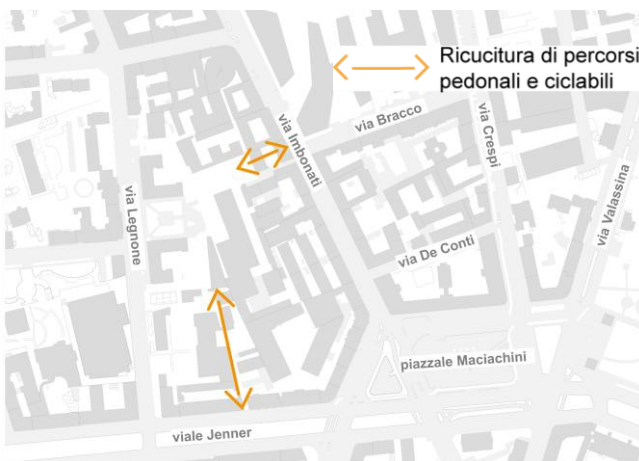 Ricucitura di percorsi
pedonali e ciclabili
via Bracco
via Imbonati
via Crespi
via Valassina
via Legnone
via De Conti
piazzale Maciachini
viale Jenner